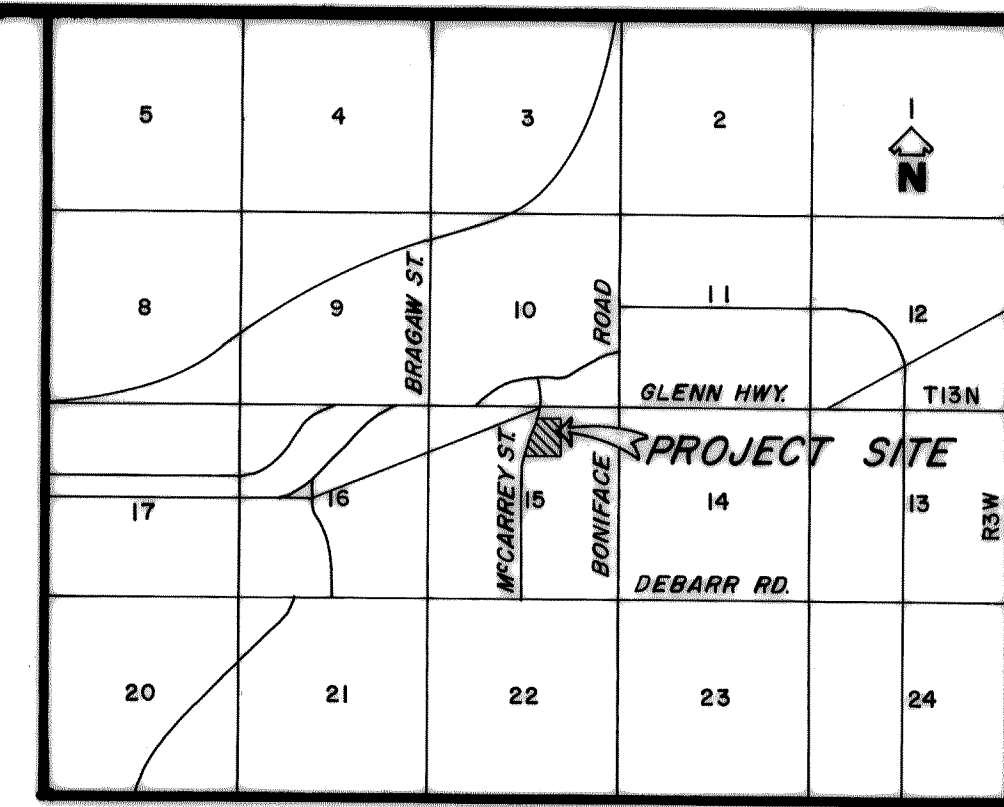 5
4
3
2
1
N
8
9
BRAGAW ST.
10
ROAD
11
12
GLENN HWY.
T13N
PROJECT SITE
17
16
McCARREY ST.
15
BONIFACE
14
13
R3W
DEBARR RD.
20
21
22
23
24